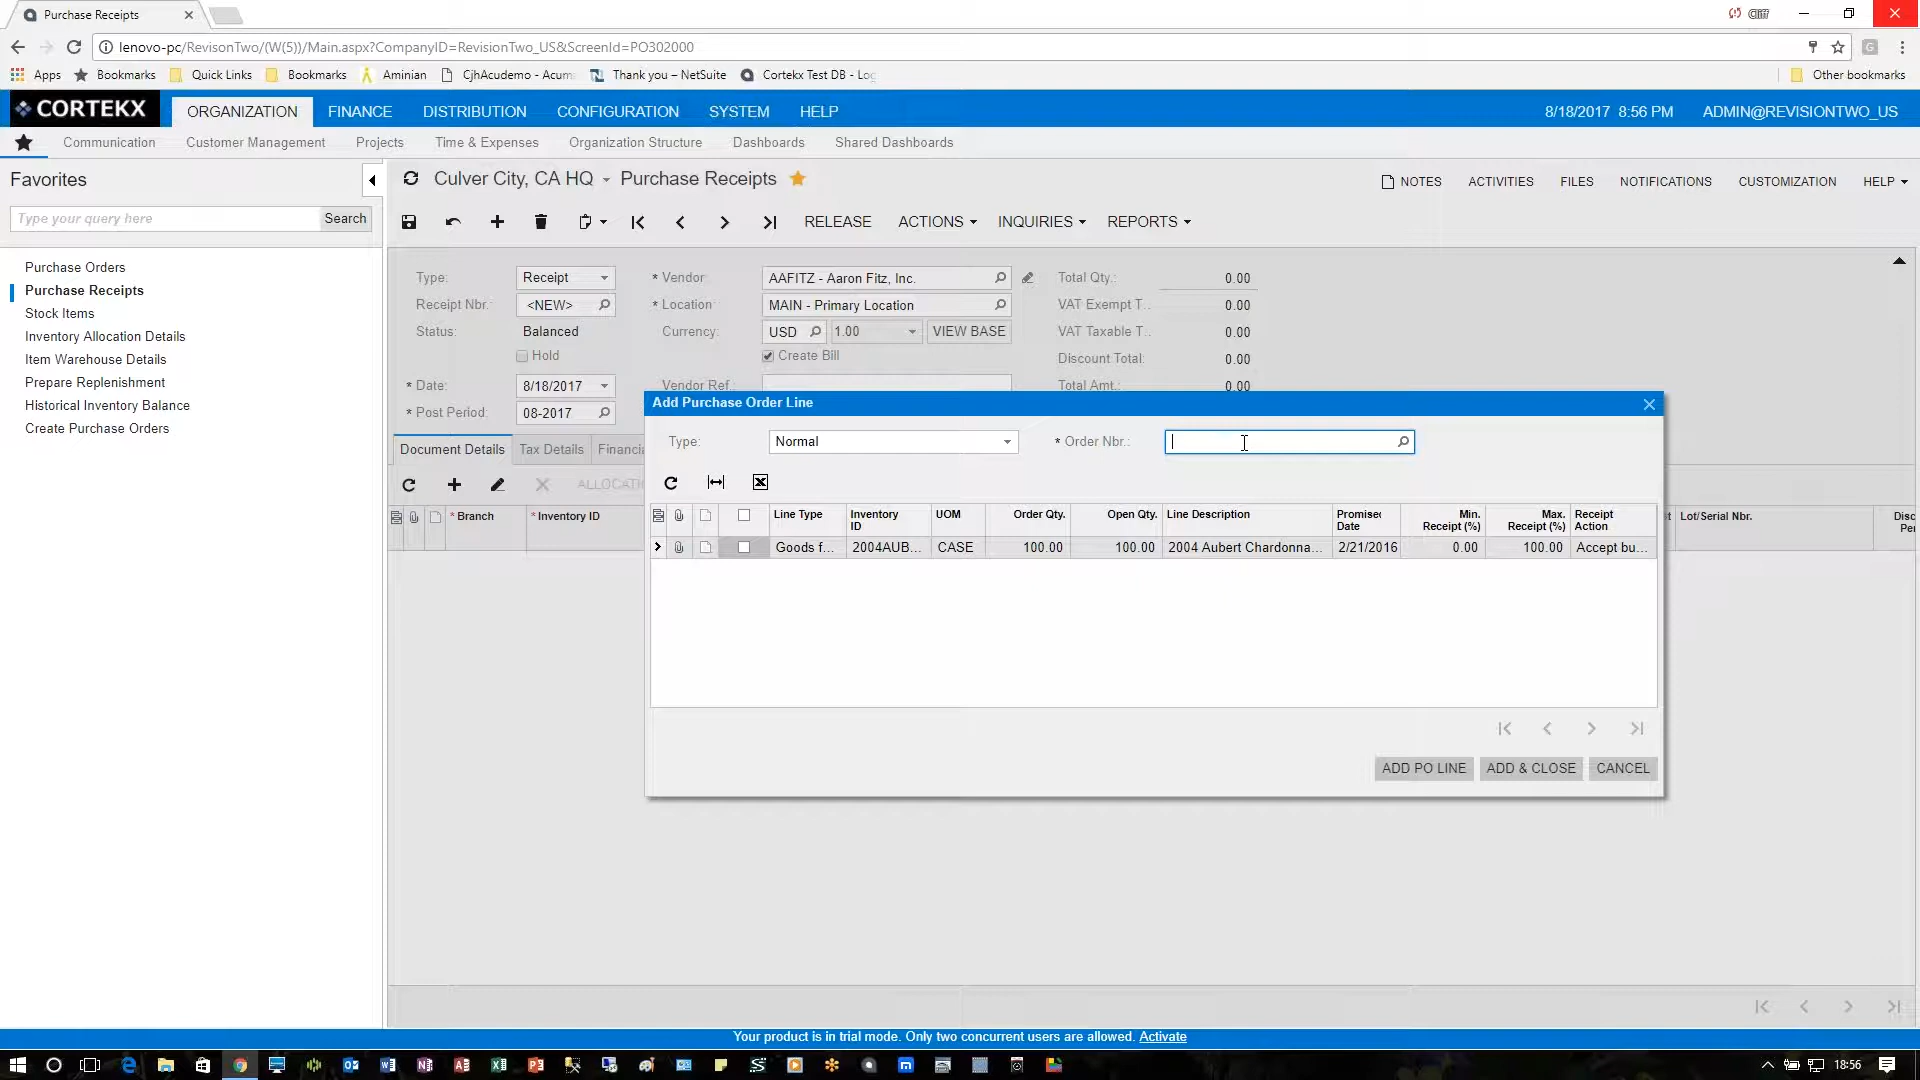 Purchase Receipts
Cliff
lenovo-pc/RevisonTwo/(W(5))/Main.aspx?CompanyID=RevisionTwo_US&ScreenId=PO302000
Apps Bookmarks Quick Links Bookmarks Aminian CjhAcudemo - Acum Thank you – NetSuite Cortekx Test DB - Log Other bookmarks
CORTEKX ORGANIZATION FINANCE DISTRIBUTION CONFIGURATION SYSTEM HELP 8/18/2017 8:56 PM ADMIN@REVISIONTWO_US
Communication Customer Management Projects Time & Expenses Organization Structure Dashboards Shared Dashboards
Favorites
Type your query here Search
Purchase Orders
Purchase Receipts
Stock Items
Inventory Allocation Details
Item Warehouse Details
Prepare Replenishment
Historical Inventory Balance
Create Purchase Orders
Culver City, CA HQ - Purchase Receipts NOTES ACTIVITIES FILES NOTIFICATIONS CUSTOMIZATION HELP
RELEASE ACTIONS INQUIRIES REPORTS
Type: Receipt * Vendor: AAFITZ - Aaron Fitz, Inc. Total Qty.: 0.00
Receipt Nbr.: <NEW> * Location: MAIN - Primary Location VAT Exempt T... 0.00
Status: Balanced Currency: USD 1.00 VIEW BASE VAT Taxable T... 0.00
Hold Create Bill Discount Total: 0.00
* Date: 8/18/2017 Vendor Ref.: Total Amt.: 0.00
* Post Period: 08-2017
Document Details Tax Details Financia
ALLOCATI
* Branch * Inventory ID Lot/Serial Nbr. Disc
Per
Add Purchase Order Line
Type: Normal * Order Nbr.:
Line Type Inventory ID UOM Order Qty. Open Qty. Line Description Promised Date Min. Receipt (%) Max. Receipt (%) Receipt Action
Goods f... 2004AUB... CASE 100.00 100.00 2004 Aubert Chardonna... 2/21/2016 0.00 100.00 Accept bu...
ADD PO LINE ADD & CLOSE CANCEL
Your product is in trial mode. Only two concurrent users are allowed. Activate
18:56